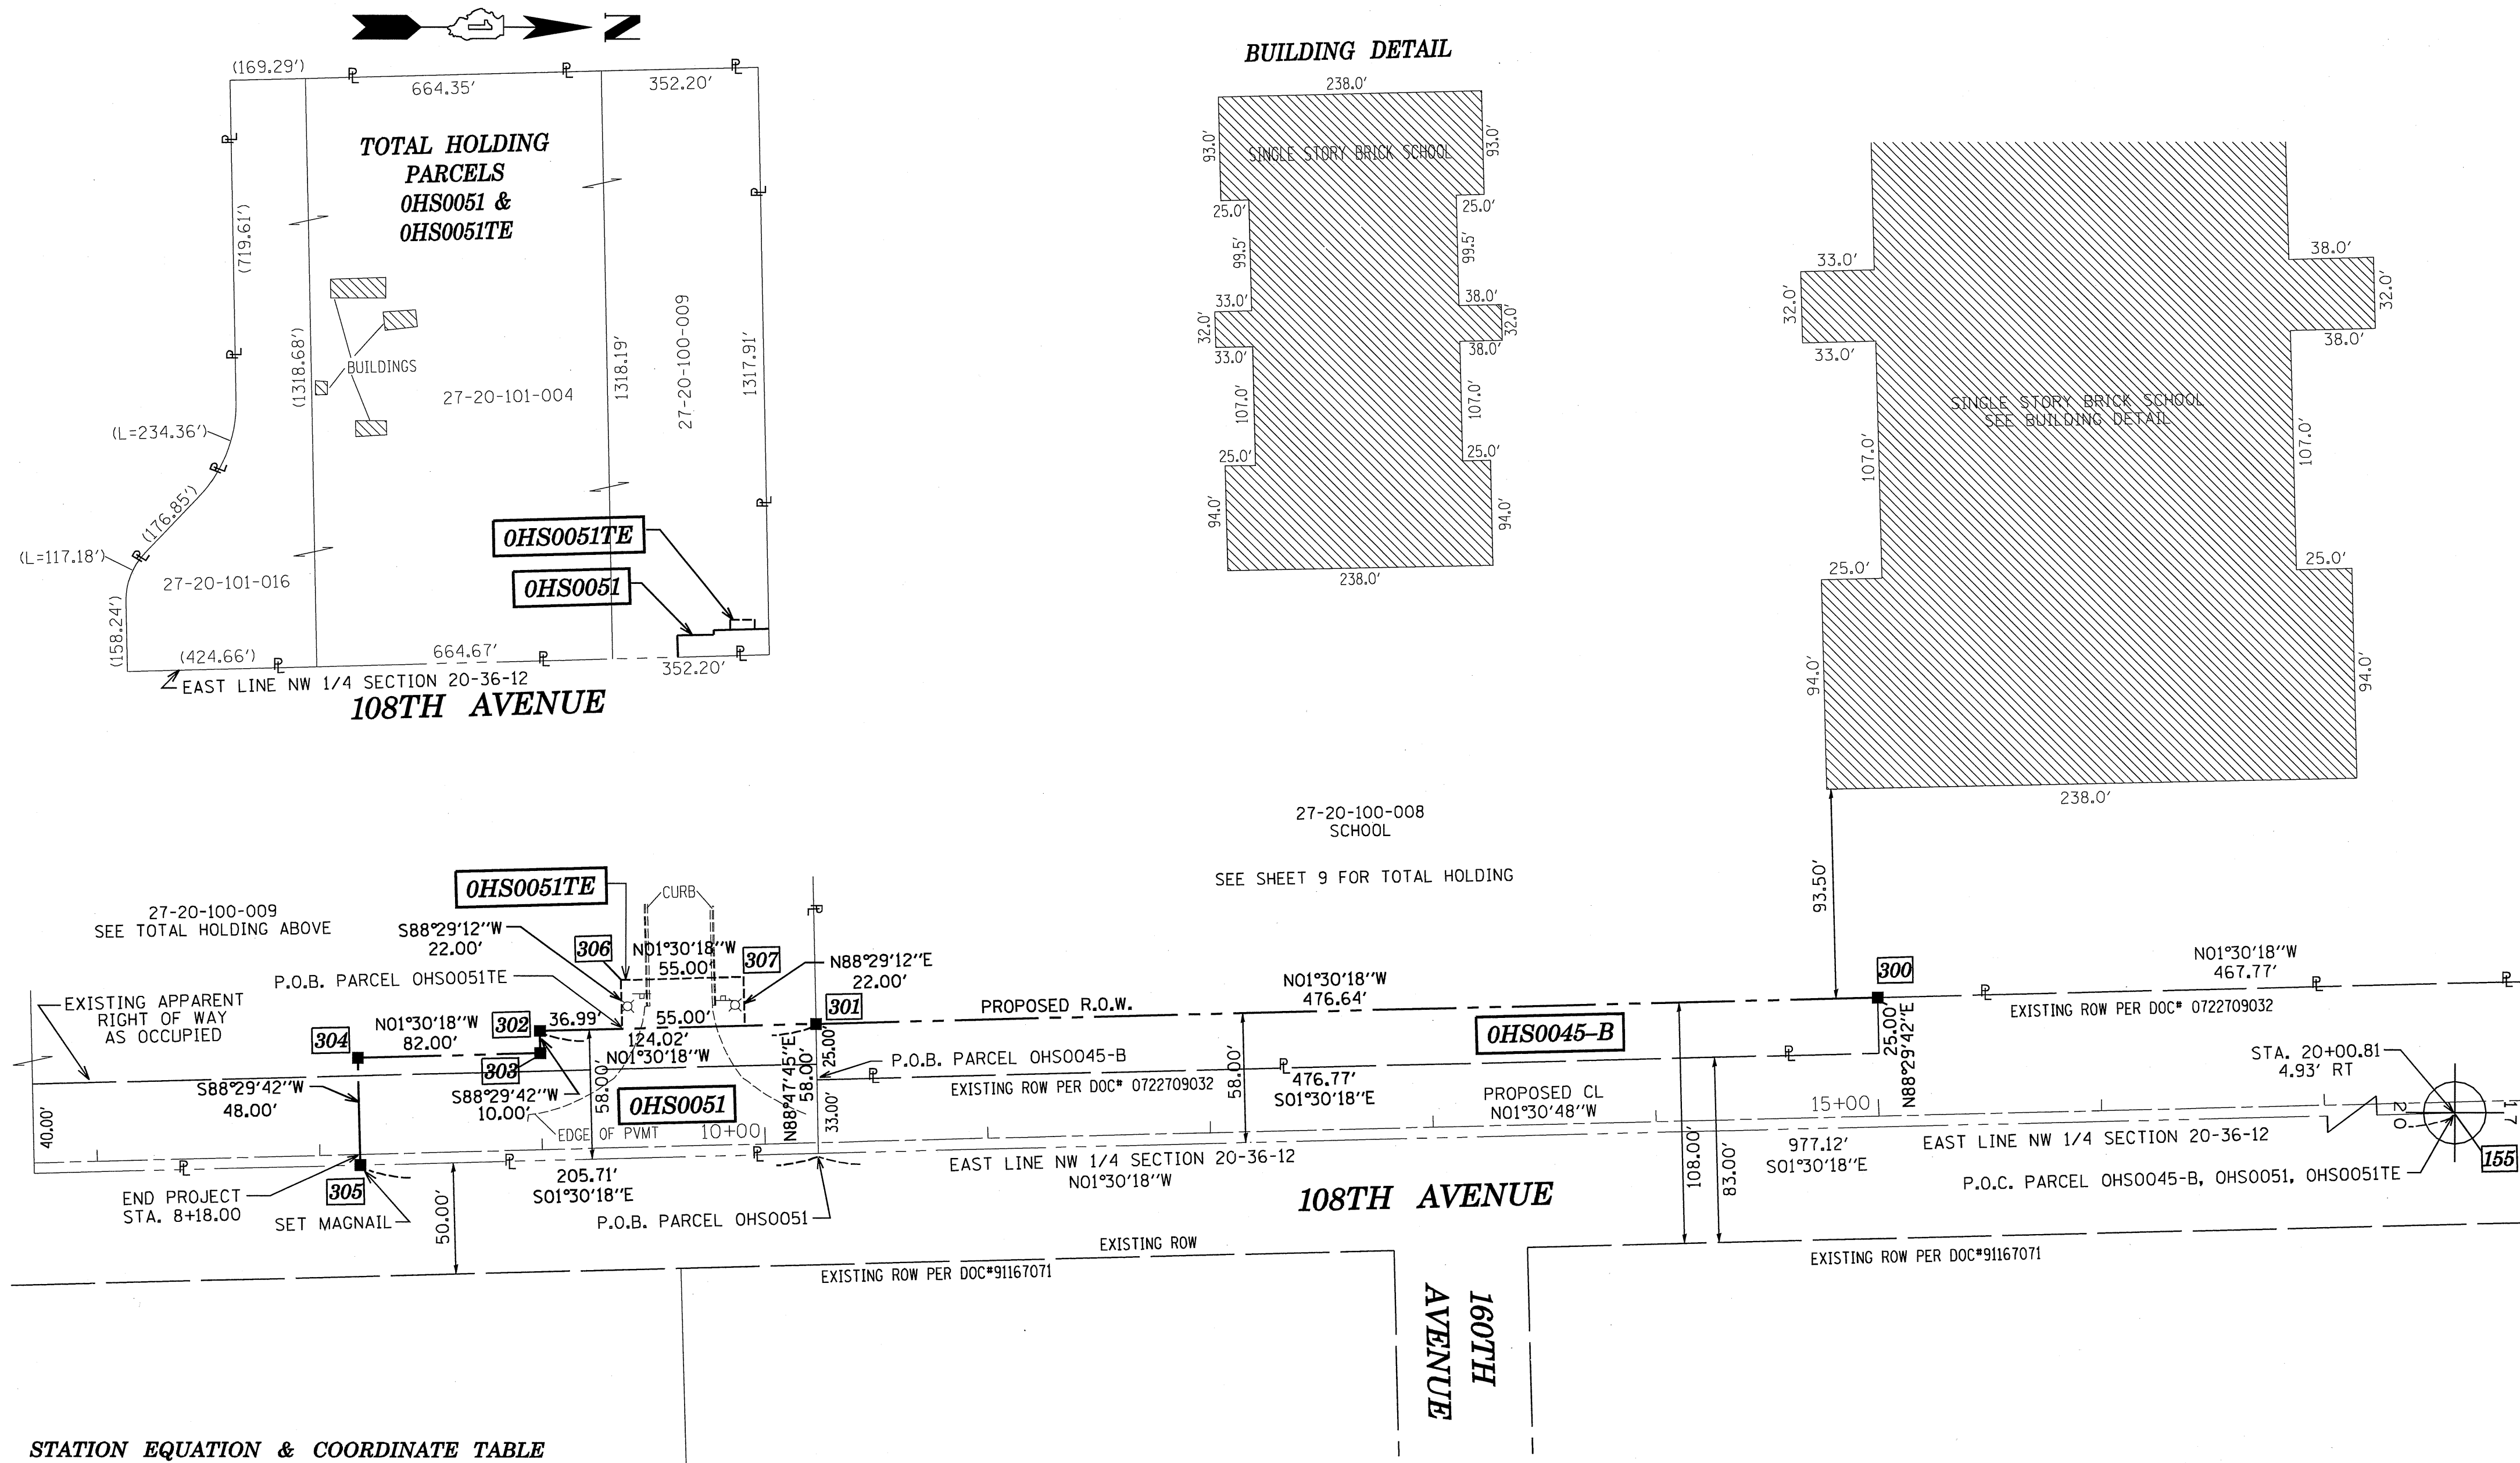 N
(169.29')
664.35'
352.20'
TOTAL HOLDING
PARCELS
0HS0051 &
0HS0051TE
(719.61')
(1318.68')
1318.19'
27-20-100-009
1317.91'
BUILDINGS
27-20-101-004
(L=234.36')
(176.85')
(L=117.18')
27-20-101-016
(158.24')
0HS0051TE
0HS0051
(424.66')
664.67'
352.20'
EAST LINE NW 1/4 SECTION 20-36-12
108TH AVENUE
BUILDING DETAIL
238.0'
93.0'
SINGLE STORY BRICK SCHOOL
93.0'
25.0'
25.0'
99.5'
99.5'
33.0'
38.0'
32.0'
32.0'
33.0'
38.0'
107.0'
107.0'
25.0'
25.0'
94.0'
94.0'
238.0'
38.0'
33.0'
32.0'
32.0'
33.0'
38.0'
SINGLE STORY BRICK SCHOOL
SEE BUILDING DETAIL
107.0'
107.0'
25.0'
25.0'
94.0'
94.0'
238.0'
93.50'
27-20-100-008
SCHOOL
SEE SHEET 9 FOR TOTAL HOLDING
27-20-100-009
SEE TOTAL HOLDING ABOVE
0HS0051TE
CURB
S88°29'12"W
22.00'
306
N01°30'18"W
55.00'
307
N88°29'12"E
22.00'
P.O.B. PARCEL OHS0051TE
EXISTING APPARENT
RIGHT OF WAY
AS OCCUPIED
304
N01°30'18"W
82.00'
302
36.99'
55.00'
124.02'
N01°30'18"W
301
PROPOSED R.O.W.
N01°30'18"W
476.64'
300
N01°30'18"W
467.77'
EXISTING ROW PER DOC# 0722709032
303
S88°29'42"W
48.00'
S88°29'42"W
10.00'
58.00'
0HS0051
N88°47'45"E
58.00'
25.00'
33.00'
P.O.B. PARCEL OHS0045-B
EXISTING ROW PER DOC# 0722709032
58.00'
476.77'
S01°30'18"E
0HS0045-B
PROPOSED CL
N01°30'48"W
25.00'
N88°29'42"E
15+00
STA. 20+00.81
4.93' RT
17
20
155
40.00'
EDGE OF PVMT
10+00
END PROJECT
STA. 8+18.00
305
SET MAGNAIL
205.71'
S01°30'18"E
50.00'
P.O.B. PARCEL OHS0051
EAST LINE NW 1/4 SECTION 20-36-12
N01°30'18"W
108TH AVENUE
108.00'
83.00'
977.12'
S01°30'18"E
EAST LINE NW 1/4 SECTION 20-36-12
P.O.C. PARCEL OHS0045-B, OHS0051, OHS0051TE
EXISTING ROW
EXISTING ROW PER DOC#91167071
EXISTING ROW PER DOC#91167071
160TH
AVENUE
STATION EQUATION & COORDINATE TABLE